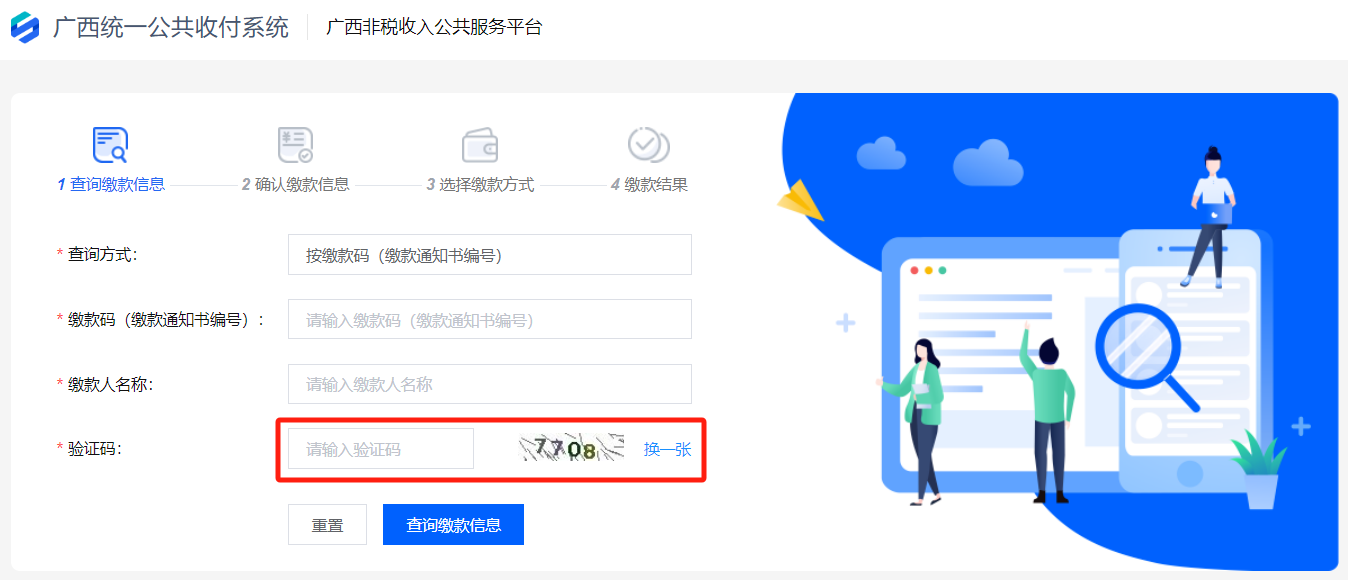 广西统一公共收付系统 广西非税收入公共服务平台
1 查询缴款信息 2 确认缴款信息 3 选择缴款方式 4 缴款结果
* 查询方式: 按缴款码（缴款通知书编号）
* 缴款码（缴款通知书编号）: 请输入缴款码（缴款通知书编号）
* 缴款人名称: 请输入缴款人名称
* 验证码: 请输入验证码 7708 换一张
重置 查询缴款信息